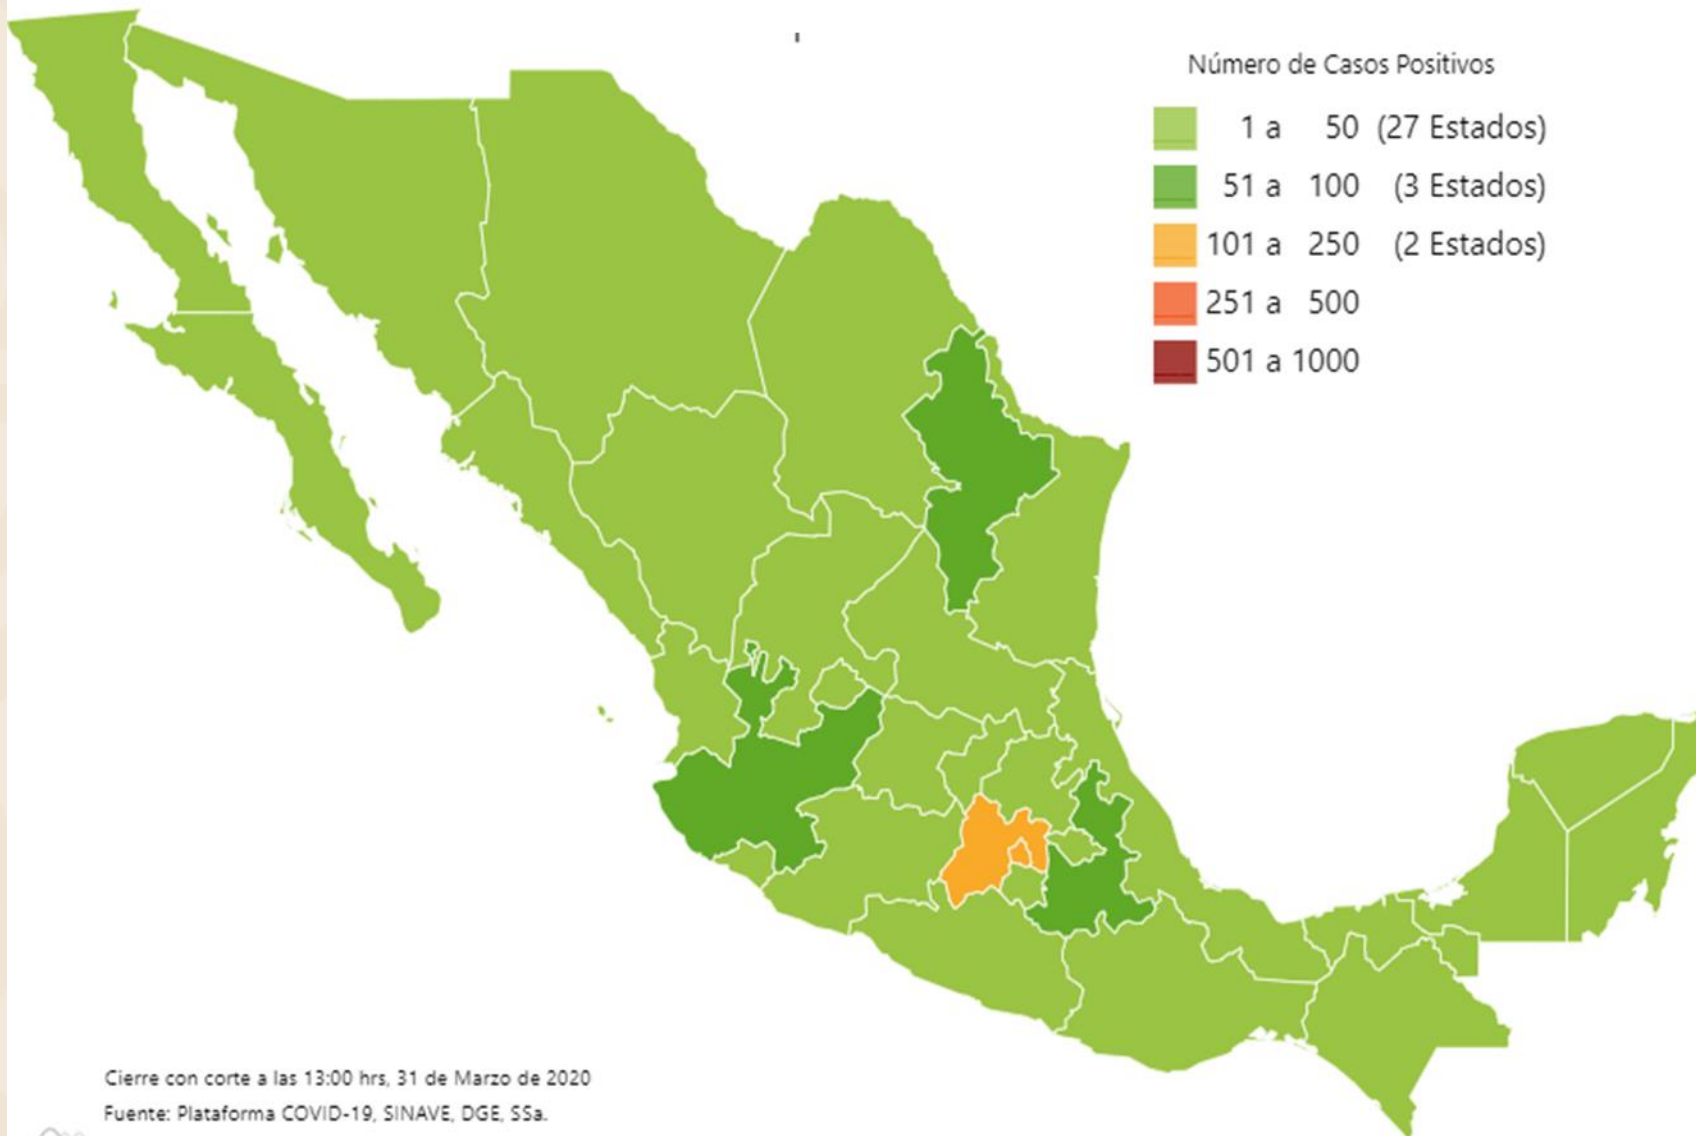 Número de Casos Positivos
1 a 50 (27 Estados)
51 a 100 (3 Estados)
101 a 250 (2 Estados)
251 a 500
501 a 1000
Cierre con corte a las 13:00 hrs, 31 de Marzo de 2020
Fuente: Plataforma COVID-19, SINAVE, DGE, SSa.